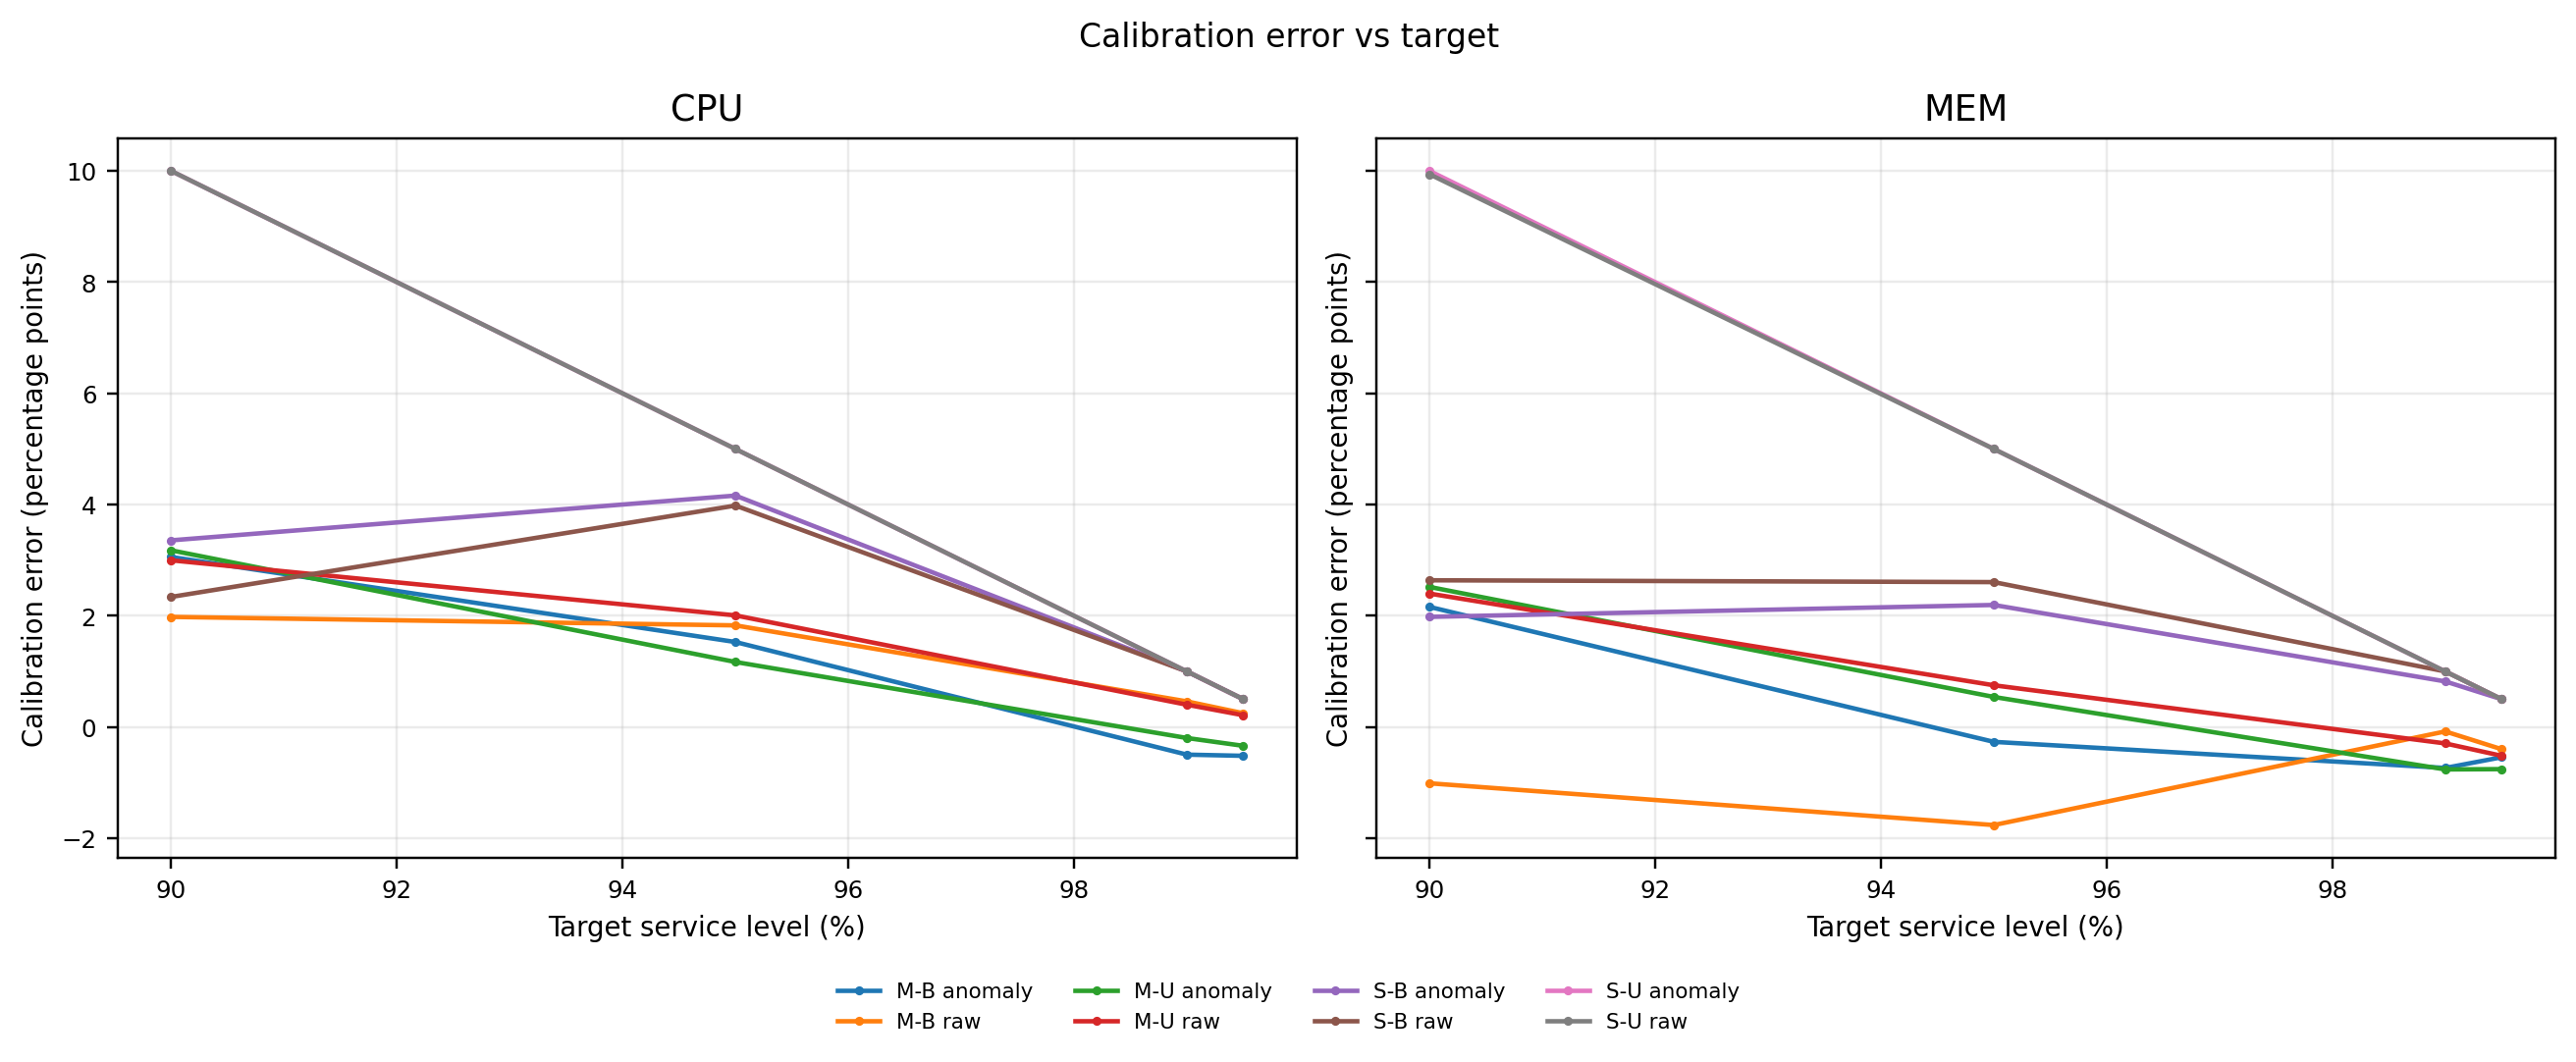 Calibration error vs target
CPU
MEM
Calibration error (percentage points)
10
8
6
4
2
0
−2
90
92
94
96
98
Target service level (%)
Calibration error (percentage points)
90
92
94
96
98
Target service level (%)
M-B anomaly
M-B raw
M-U anomaly
M-U raw
S-B anomaly
S-B raw
S-U anomaly
S-U raw